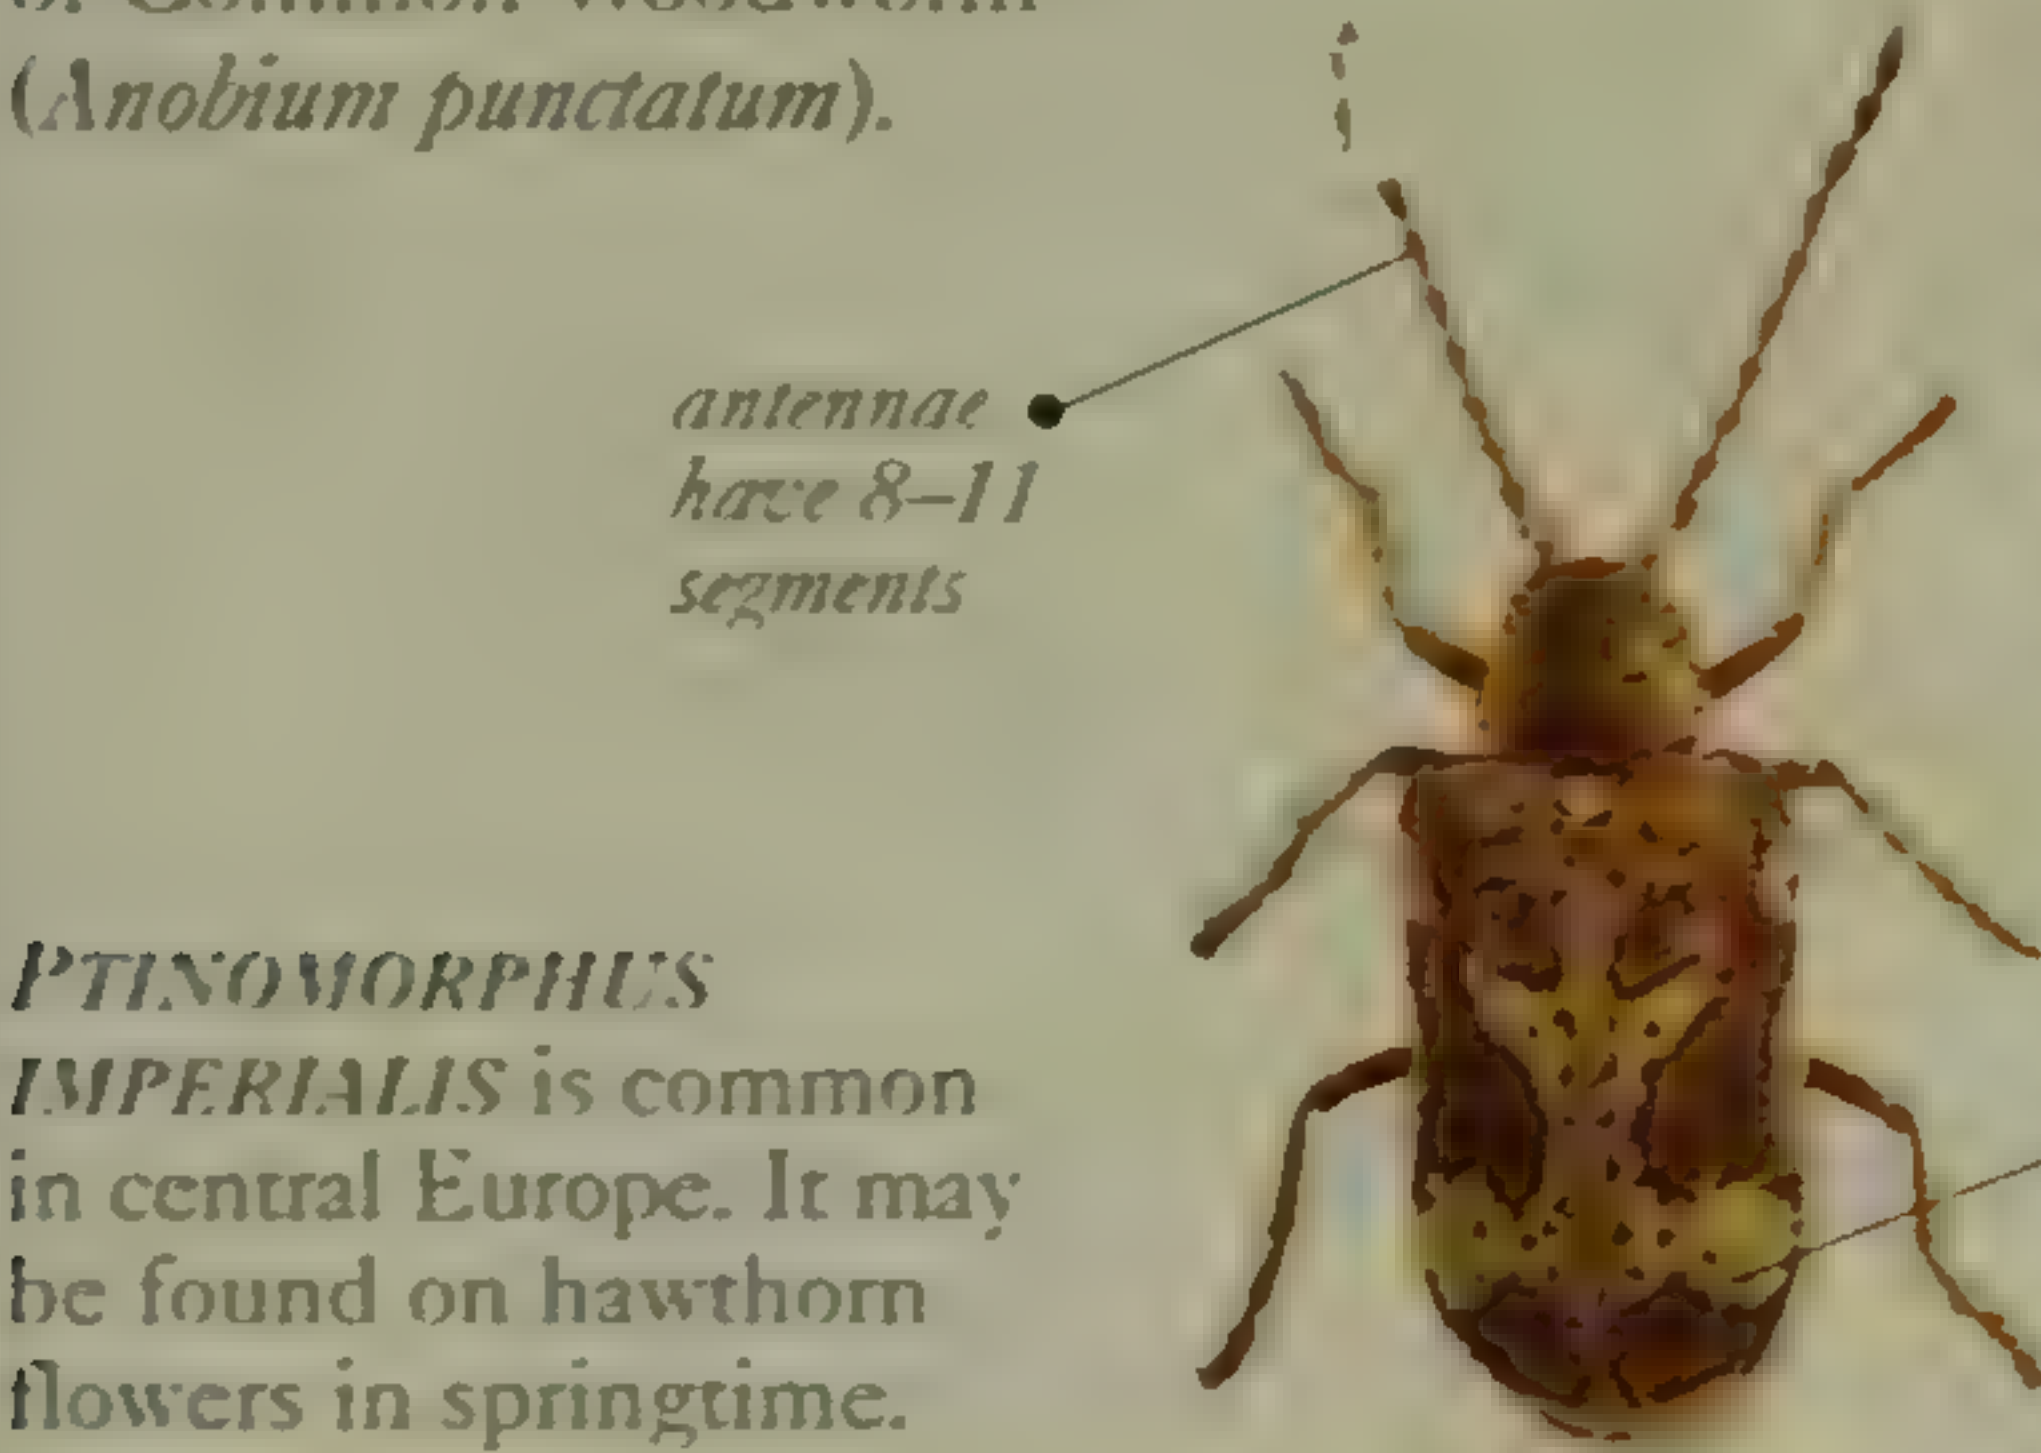 (Anobium punctatum).
antennae
have 8–11
segments
PTINOMORPHUS
IMPERIALIS is common
in central Europe. It may
be found on hawthorn
flowers in springtime.